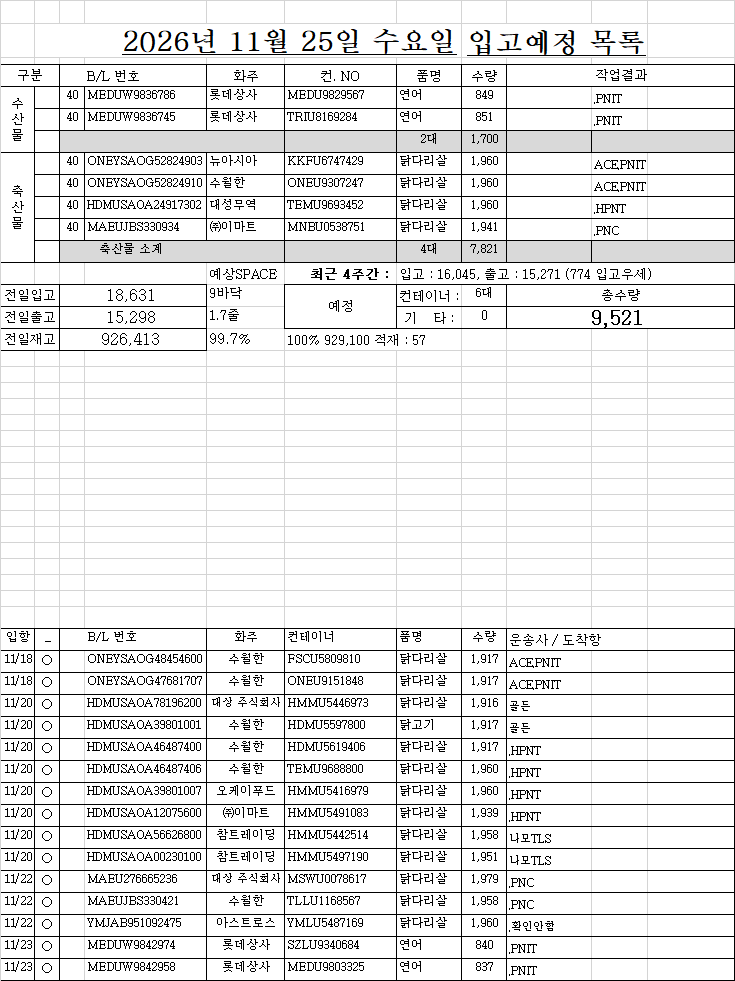 2026년 11월 25일 수요일 입고예정 목록
구분 B/L 번호 화주 컨. NO 품명 수량 작업결과
수산물
40 MEDUW9836786 롯데상사 MEDU9829567 연어 849 .PNIT
40 MEDUW9836745 롯데상사 TRIU8169284 연어 851 .PNIT
2대 1,700
축산물
40 ONEYSAOG52824903 뉴아시아 KKFU6747429 닭다리살 1,960 ACE.PNIT
40 ONEYSAOG52824910 수월한 ONEU9307247 닭다리살 1,960 ACE.PNIT
40 HDMUSAOA24917302 대성무역 TEMU9693452 닭다리살 1,960 .HPNT
40 MAEUJBS330934 ㈜이마트 MNBU0538751 닭다리살 1,941 .PNC
축산물 소계 4대 7,821
예상SPACE 최근 4주간 : 입고 : 16,045, 출고 : 15,271 (774 입고우세)
전일입고 18,631 9바닥 예정 컨테이너 : 6대 총수량
전일출고 15,298 1.7줄 기 타 : 0 9,521
전일재고 926,413 99.7% 100% 929,100 적재 : 57
입항 _ B/L 번호 화주 컨테이너 품명 수량 운송사 / 도착항
11/18 ○ ONEYSAOG48454600 수월한 FSCU5809810 닭다리살 1,917 ACE.PNIT
11/18 ○ ONEYSAOG47681707 수월한 ONEU9151848 닭다리살 1,917 ACE.PNIT
11/20 ○ HDMUSAOA78196200 대상 주식회사 HMMU5446973 닭다리살 1,916 골든
11/20 ○ HDMUSAOA39801001 수월한 HDMU5597800 닭고기 1,917 골든
11/20 ○ HDMUSAOA46487400 수월한 HDMU5619406 닭다리살 1,917 .HPNT
11/20 ○ HDMUSAOA46487406 수월한 TEMU9688800 닭다리살 1,960 .HPNT
11/20 ○ HDMUSAOA39801007 오케이푸드 HMMU5416979 닭다리살 1,960 .HPNT
11/20 ○ HDMUSAOA12075600 ㈜이마트 HMMU5491083 닭다리살 1,939 .HPNT
11/20 ○ HDMUSAOA56626800 참트레이딩 HMMU5442514 닭다리살 1,958 나모TLS
11/20 ○ HDMUSAOA00230100 참트레이딩 HMMU5497190 닭다리살 1,951 나모TLS
11/22 ○ MAEU276665236 대상 주식회사 MSWU0078617 닭다리살 1,979 .PNC
11/22 ○ MAEUJBS330421 수월한 TLLU1168567 닭다리살 1,958 .PNC
11/22 ○ YMJAB951092475 아스트로스 YMLU5487169 닭다리살 1,960 .확인안함
11/23 ○ MEDUW9842974 롯데상사 SZLU9340684 연어 840 .PNIT
11/23 ○ MEDUW9842958 롯데상사 MEDU9803325 연어 837 .PNIT